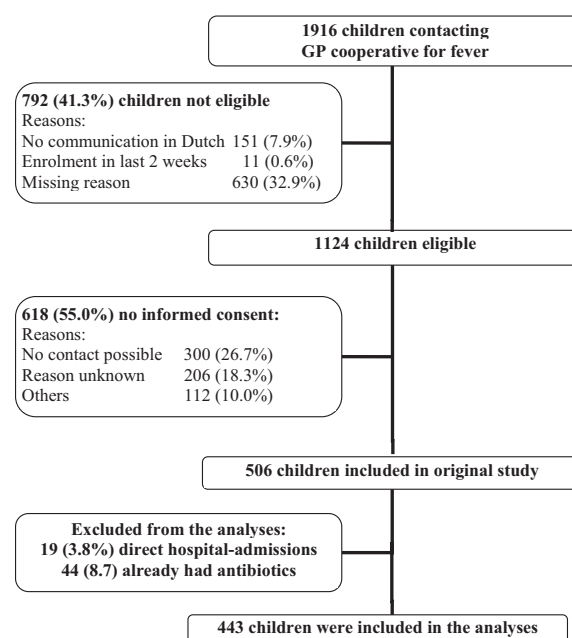 1916 children contacting
GP cooperative for fever
792 (41.3%) children not eligible
Reasons:
No communication in Dutch 151 (7.9%)
Enrolment in last 2 weeks 11 (0.6%)
Missing reason 630 (32.9%)
1124 children eligible
618 (55.0%) no informed consent:
Reasons:
No contact possible 300 (26.7%)
Reason unknown 206 (18.3%)
Others 112 (10.0%)
506 children included in original study
Excluded from the analyses:
19 (3.8%) direct hospital-admissions
44 (8.7) already had antibiotics
443 children were included in the analyses